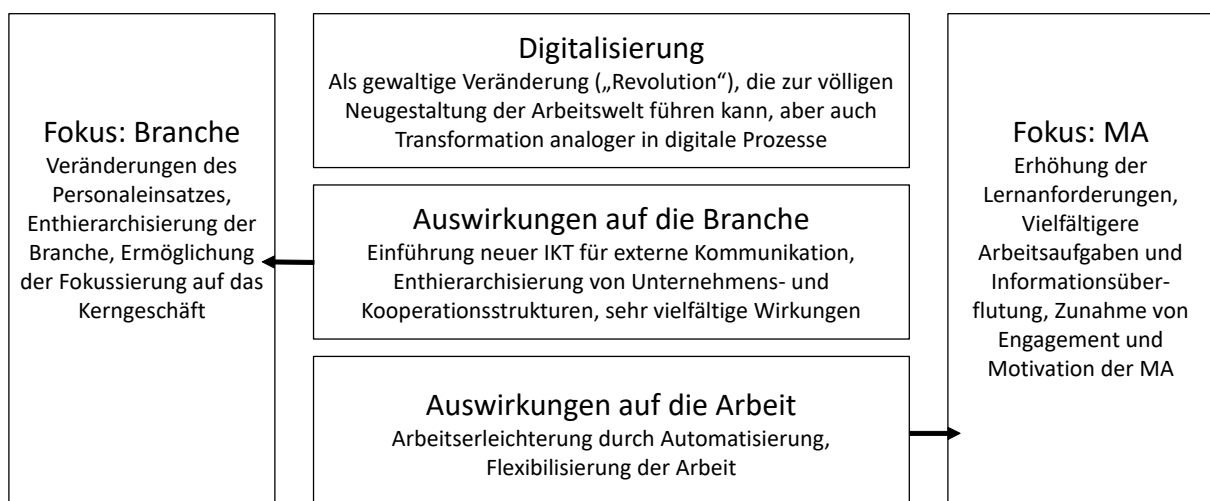 Fokus: Branche
Veränderungen des
Personaleinsatzes,
Enthierarchisierung der
Branche, Ermöglichung
der Fokussierung auf das
Kerngeschäft
Digitalisierung
Als gewaltige Veränderung („Revolution“), die zur völligen
Neugestaltung der Arbeitswelt führen kann, aber auch
Transformation analoger in digitale Prozesse
Auswirkungen auf die Branche
Einführung neuer IKT für externe Kommunikation,
Enthierarchisierung von Unternehmens- und
Kooperationsstrukturen, sehr vielfältige Wirkungen
Auswirkungen auf die Arbeit
Arbeitserleichterung durch Automatisierung,
Flexibilisierung der Arbeit
Fokus: MA
Erhöhung der
Lernanforderungen,
Vielfältigere
Arbeitsaufgaben und
Informationsüber-
flutung, Zunahme von
Engagement und
Motivation der MA